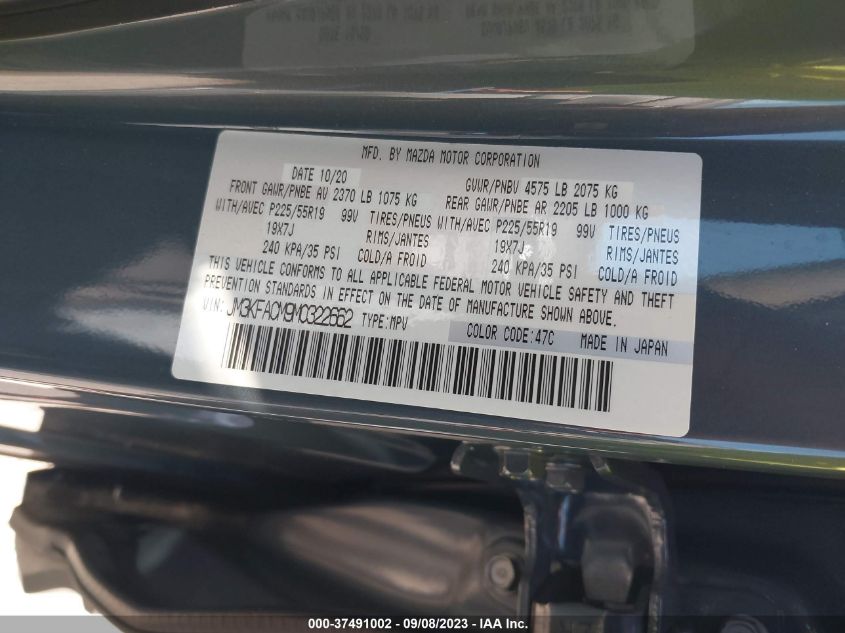 MFD. BY MAZDA MOTOR CORPORATION
DATE 10/20 GVWR/PNBV 4575 LB 2075 KG
FRONT GAWR/PNBE AV 2370 LB 1075 KG REAR GAWR/PNBE AR 2205 LB 1000 KG
WITH/AVEC P225/55R19 99V TIRES/PNEUS WITH/AVEC P225/55R19 99V TIRES/PNEUS
19X7J RIMS/JANTES 19X7J RIMS/JANTES
240 KPA/35 PSI COLD/A FROID 240 KPA/35 PSI COLD/A FROID
THIS VEHICLE CONFORMS TO ALL APPLICABLE FEDERAL MOTOR VEHICLE SAFETY AND THEFT
PREVENTION STANDARDS IN EFFECT ON THE DATE OF MANUFACTURE SHOWN ABOVE.
VIN: JM3KFACM9M0322662 TYPE:MPV COLOR CODE:47C MADE IN JAPAN
000-37491002 - 09/08/2023 - IAAI.com